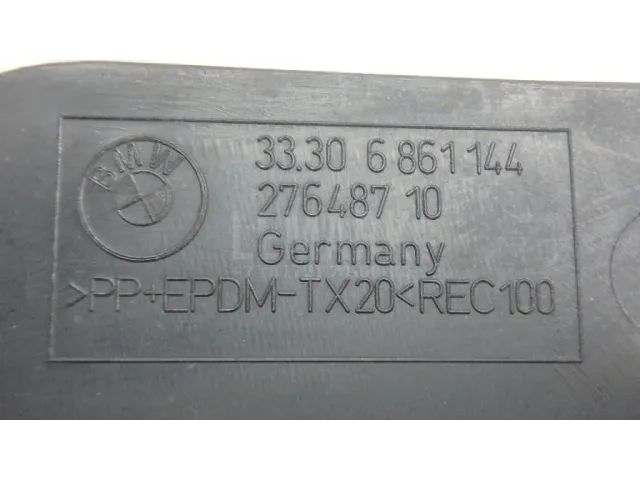 BMW
33.30 6 861 144
276487 10
Germany
>PP+EPDM-TX20<REC100